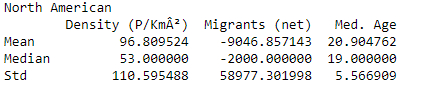 North American
Density (P/KmÂ²) Migrants (net) Med. Age
Mean 96.809524 -9046.857143 20.904762
Median 53.000000 -2000.000000 19.000000
Std 110.595488 58977.301998 5.566909